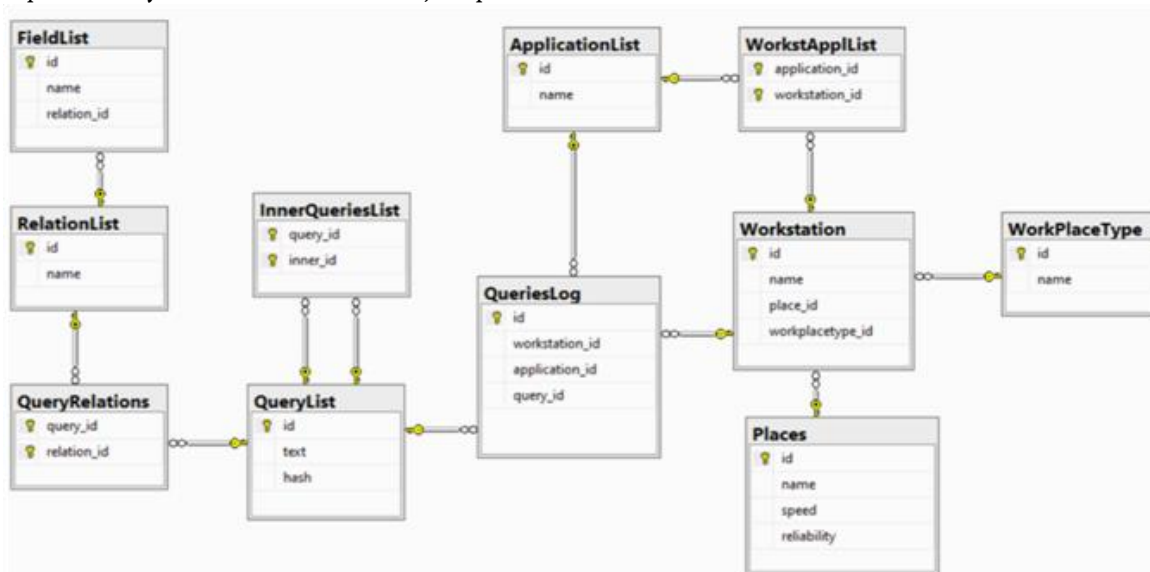 FieldList
id
name
relation_id
RelationList
id
name
QueryRelations
query_id
relation_id
InnerQueriesList
query_id
inner_id
QueryList
id
text
hash
ApplicationList
id
name
QueriesLog
id
workstation_id
application_id
query_id
WorkstApplList
application_id
workstation_id
Workstation
id
name
place_id
workplacetype_id
WorkPlaceType
id
name
Places
id
name
speed
reliability